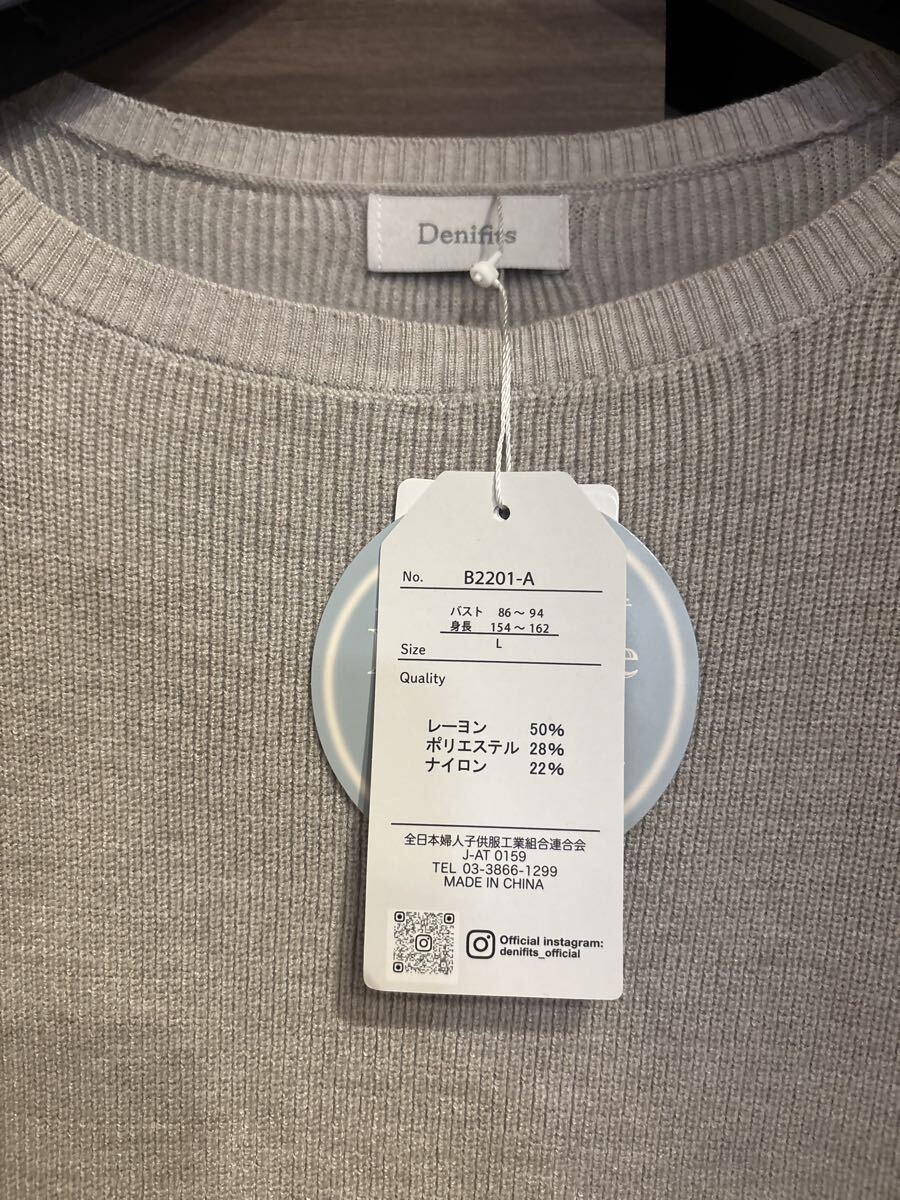 Denifits
No. B2201-A
バスト 86～94
身長 154～162
Size L
Quality
レーヨン 50%
ポリエステル 28%
ナイロン 22%
全日本婦人子供服工業組合連合会
J-AT 0159
TEL 03-3866-1299
MADE IN CHINA
Official instagram:
denifits_official